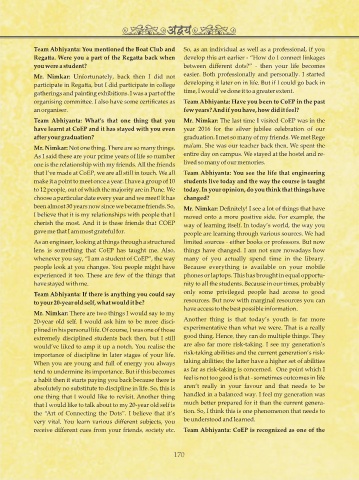 अद्वय
Team Abhiyanta: You mentioned the Boat Club and
Regatta. Were you a part of the Regatta back when
you were a student?
Mr. Nimkar: Unfortunately, back then I did not
participate in Regatta, but I did participate in college
gatherings and painting exhibitions. I was a part of the
organising committee. I also have some certificates as
an organiser.
Team Abhiyanta: What's that one thing that you
have learnt at CoEP and it has stayed with you even
after your graduation?
Mr. Nimkar: Not one thing. There are so many things.
As I said these are your prime years of life so number
one is the relationship with my friends. All the friends
that I've made at CoEP, we are all still in touch. We all
make it a point to meet once a year. I have a group of 10
to 12 people, out of which the majority are in Pune. We
choose a particular date every year and we meet! It has
been almost 30 years now since we became friends. So,
I believe that it is my relationships with people that I
cherish the most. And it is these friends that COEP
gave me that I am most grateful for.
As an engineer, looking at things through a structured
lens is something that CoEP has taught me. Also,
whenever you say, "I am a student of CoEP", the way
people look at you changes. You people might have
experienced it too. These are few of the things that
have stayed with me.
Team Abhiyanta: If there is anything you could say
to your 20-year old self, what would it be?
Mr. Nimkar: There are two things I would say to my
20-year old self. I would ask him to be more disci-
plined in his personal life. Of course, I was one of those
extremely disciplined students back then, but I still
would've liked to amp it up a notch. You realize the
importance of discipline in later stages of your life.
When you are young and full of energy you always
tend to undermine its importance. But if this becomes
a habit then it starts paying you back because there is
absolutely no substitute to discipline in life. So, this is
one thing that I would like to revisit. Another thing
that I would like to talk about to my 20-year old self is
the "Art of Connecting the Dots". I believe that it's
very vital. You learn various different subjects, you
receive different cues from your friends, society etc.
So, as an individual as well as a professional, if you
develop this art earlier - "How do I connect linkages
between different dots?" - then your life becomes
easier. Both professionally and personally. I started
developing it later on in life. But if I could go back in
time, I would've done it to a greater extent.
Team Abhiyanta: Have you been to CoEP in the past
few years? And if you have, how did it feel?
Mr. Nimkar: The last time I visited CoEP was in the
year 2016 for the silver jubilee celebration of our
graduation. I met so many of my friends. We met Rege
ma'am. She was our teacher back then. We spent the
entire day on campus. We stayed at the hostel and re-
lived so many of our memories.
Team Abhiyanta: You see the life that engineering
students live today and the way the course is taught
today. In your opinion, do you think that things have
changed?
Mr. Nimkar: Definitely! I see a lot of things that have
moved onto a more positive side. For example, the
way of learning itself. In today's world, the way you
people are learning through various sources. We had
limited sources - either books or professors. But now
things have changed. I am not sure nowadays how
many of you actually spend time in the library.
Because everything is available on your mobile
phones or laptops. This has brought in equal opportu-
nity to all the students. Because in our times, probably
only some privileged people had access to good
resources. But now with marginal resources you can
have access to the best possible information.
Another thing is that today's youth is far more
experimentative than what we were. That is a really
good thing. Hence, they can do multiple things. They
are also far more risk-taking. I see my generation's
risk-taking abilities and the current generation's risk-
taking abilities; the latter have a higher set of abilities
as far as risk-taking is concerned. One point which I
feel is not too good is that - sometimes outcomes in life
aren't really in your favour and that needs to be
handled in a balanced way. I feel my generation was
much better prepared for it than the current genera-
tion. So, I think this is one phenomenon that needs to
be understood and learned.
Team Abhiyanta: CoEP is recognized as one of the
170